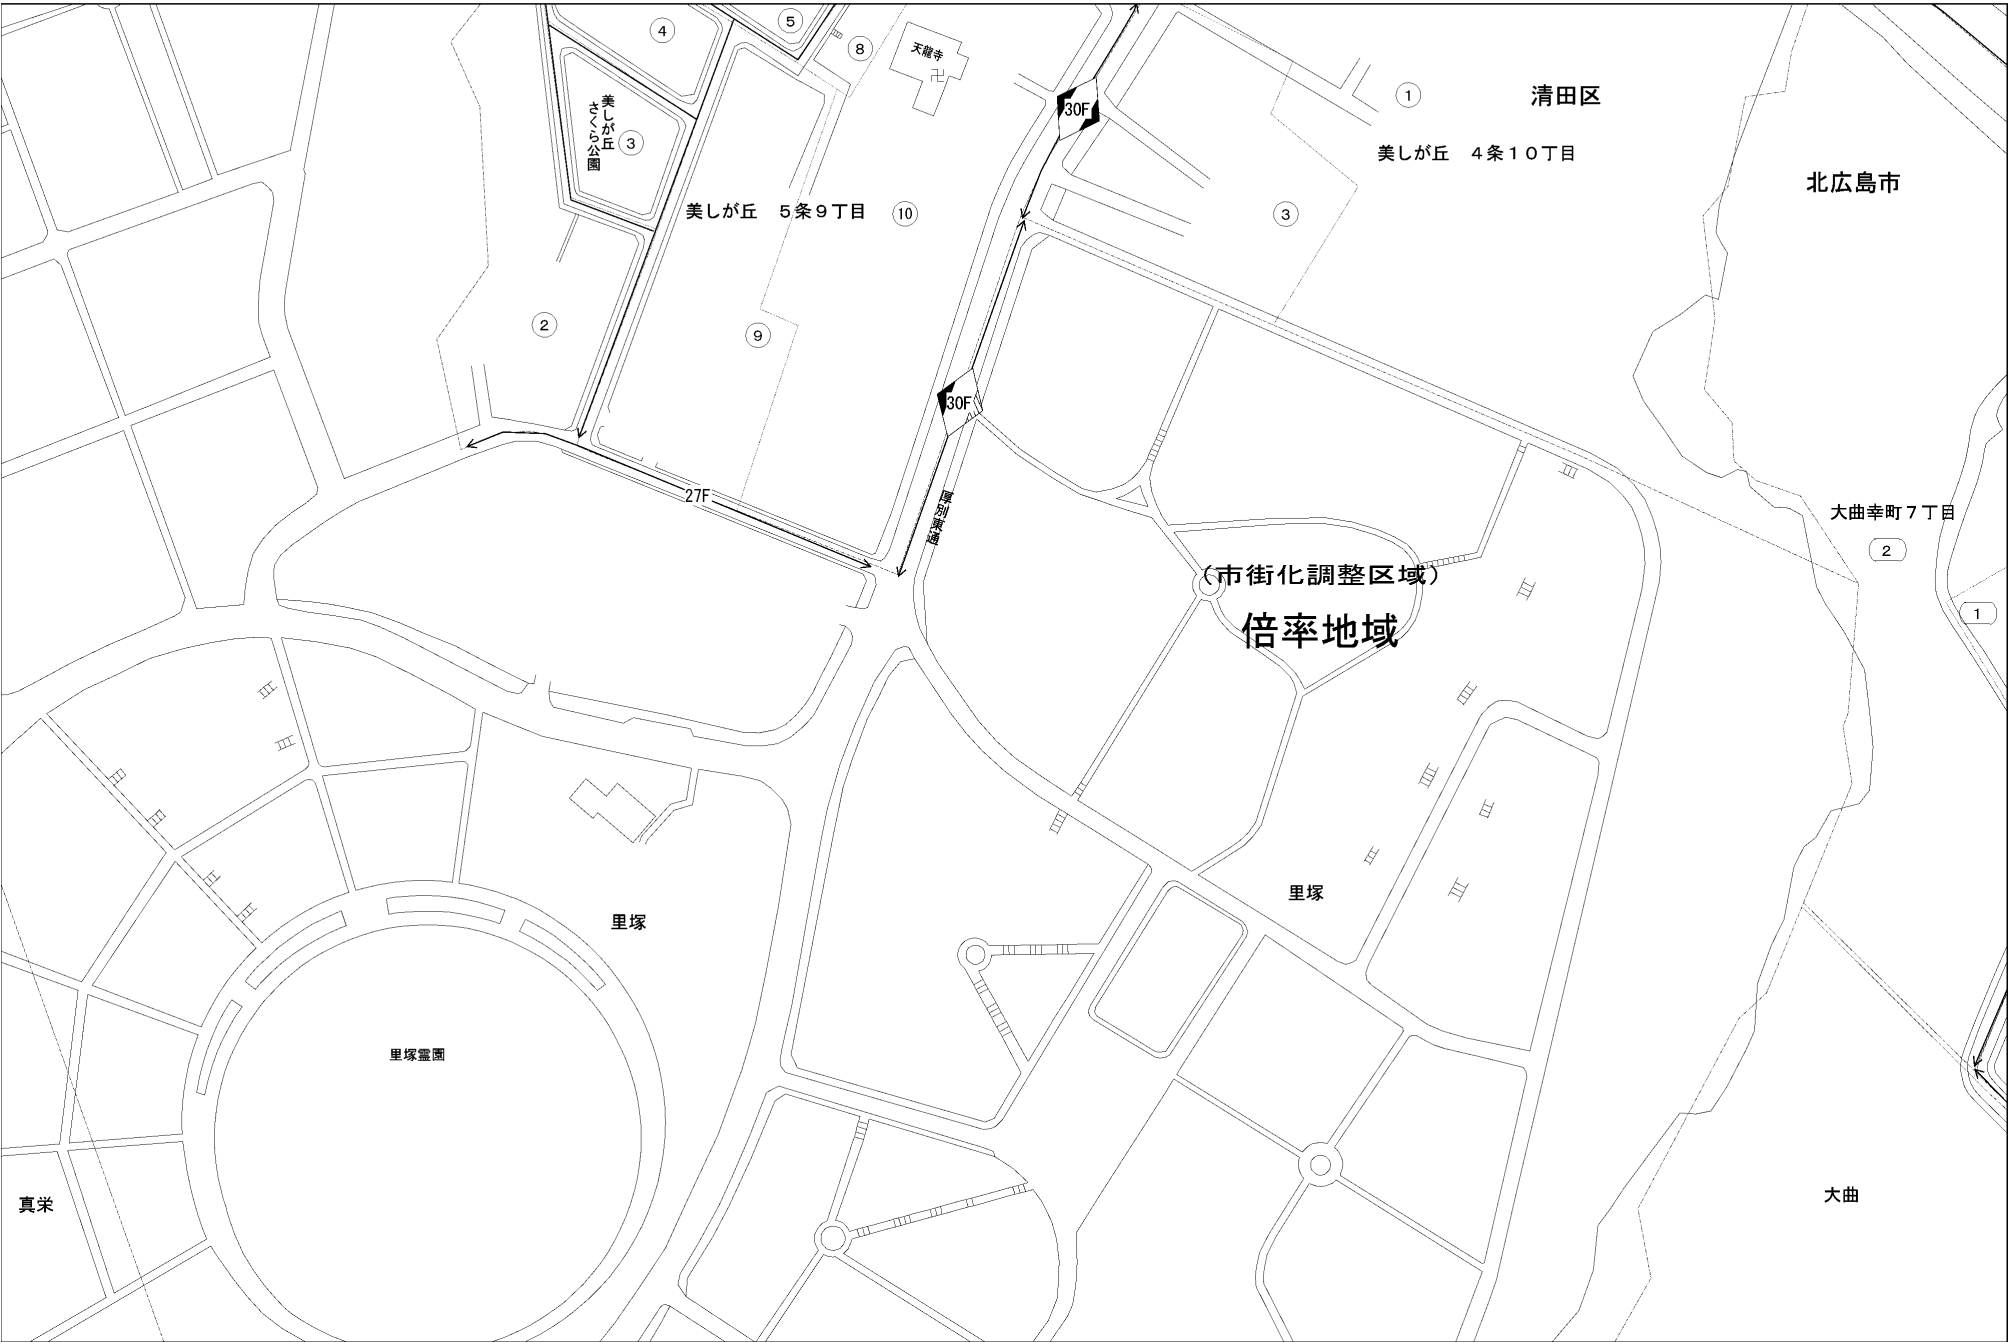 4
5
8
天龍寺
美しが丘
さくら公園
3
30F
1
清田区
美しが丘　４条１０丁目
北広島市
美しが丘　５条９丁目
10
3
2
9
30F
27F
厚別東通
大曲幸町７丁目
2
1
（市街化調整区域）
倍率地域
里塚
里塚
里塚霊園
真栄
大曲